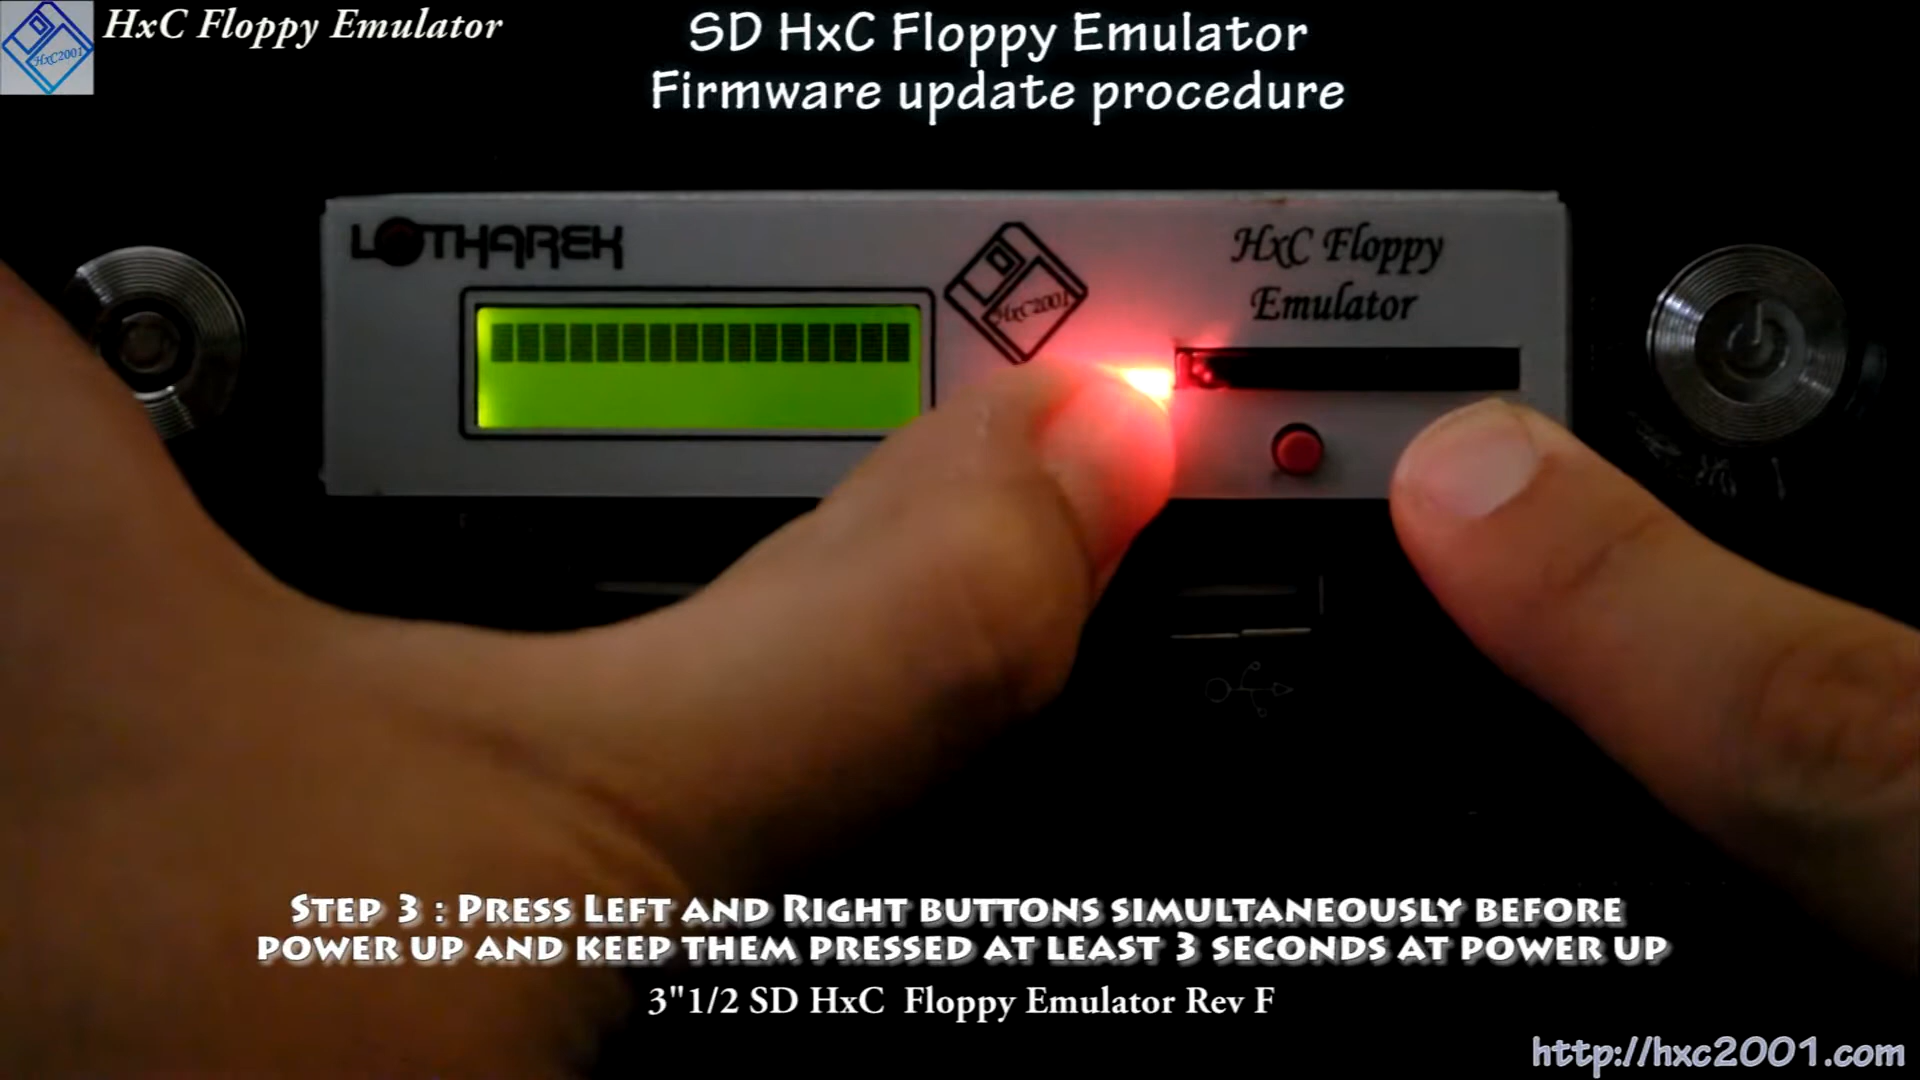 HxC2001
HxC Floppy Emulator
SD HxC Floppy Emulator
Firmware update procedure
LOTHAREK
HxC2001
HxC Floppy
Emulator
Step 3 : Press Left and Right buttons simultaneously before
power up and keep them pressed at least 3 seconds at power up
3"1/2 SD HxC Floppy Emulator Rev F
http://hxc2001.com